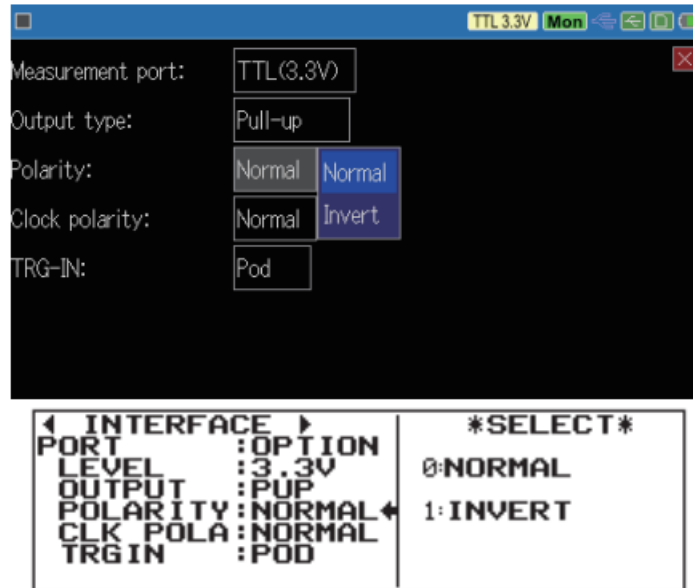 TTL 3.3V Mon
Measurement port: TTL(3.3V)
Output type: Pull-up
Polarity: Normal Normal
Clock polarity: Normal Invert
TRG-IN: Pod
INTERFACE *SELECT*
PORT :OPTION
LEVEL :3.3V 0:NORMAL
OUTPUT :PUP
POLARITY:NORMAL 1:INVERT
CLK POLA:NORMAL
TRGIN :POD